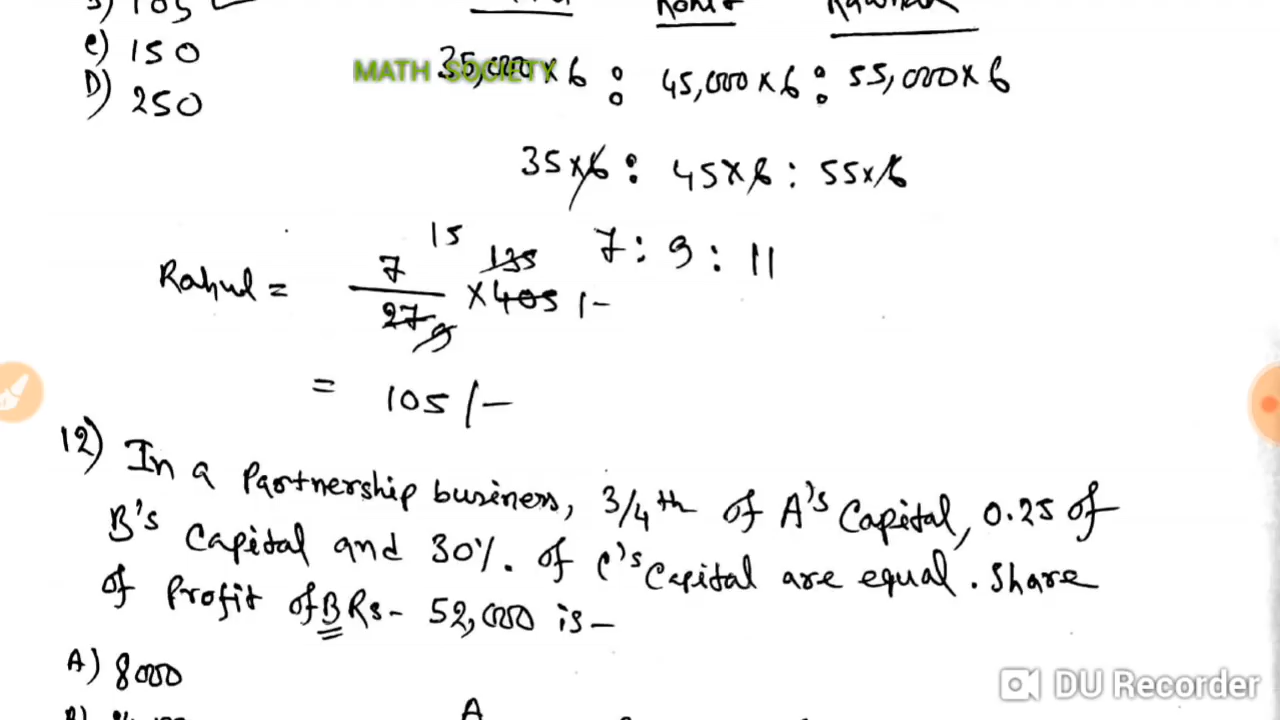 B) 105
C) 150
D) 250
35,000×6 : 45,000×6 : 55,000×6
MATH SOCIETY
35×6 : 45×6 : 55×6
7 : 9 : 11
Rahul = 7/27 9 × 405 135 15 /-
= 105/-
12) In a Partnership business, 3/4th of A's Capital, 0.25 of
B's Capital and 30%. of C's Capital are equal. Share
of Profit of B Rs- 52,000 is-
A) 8000
A
DU Recorder